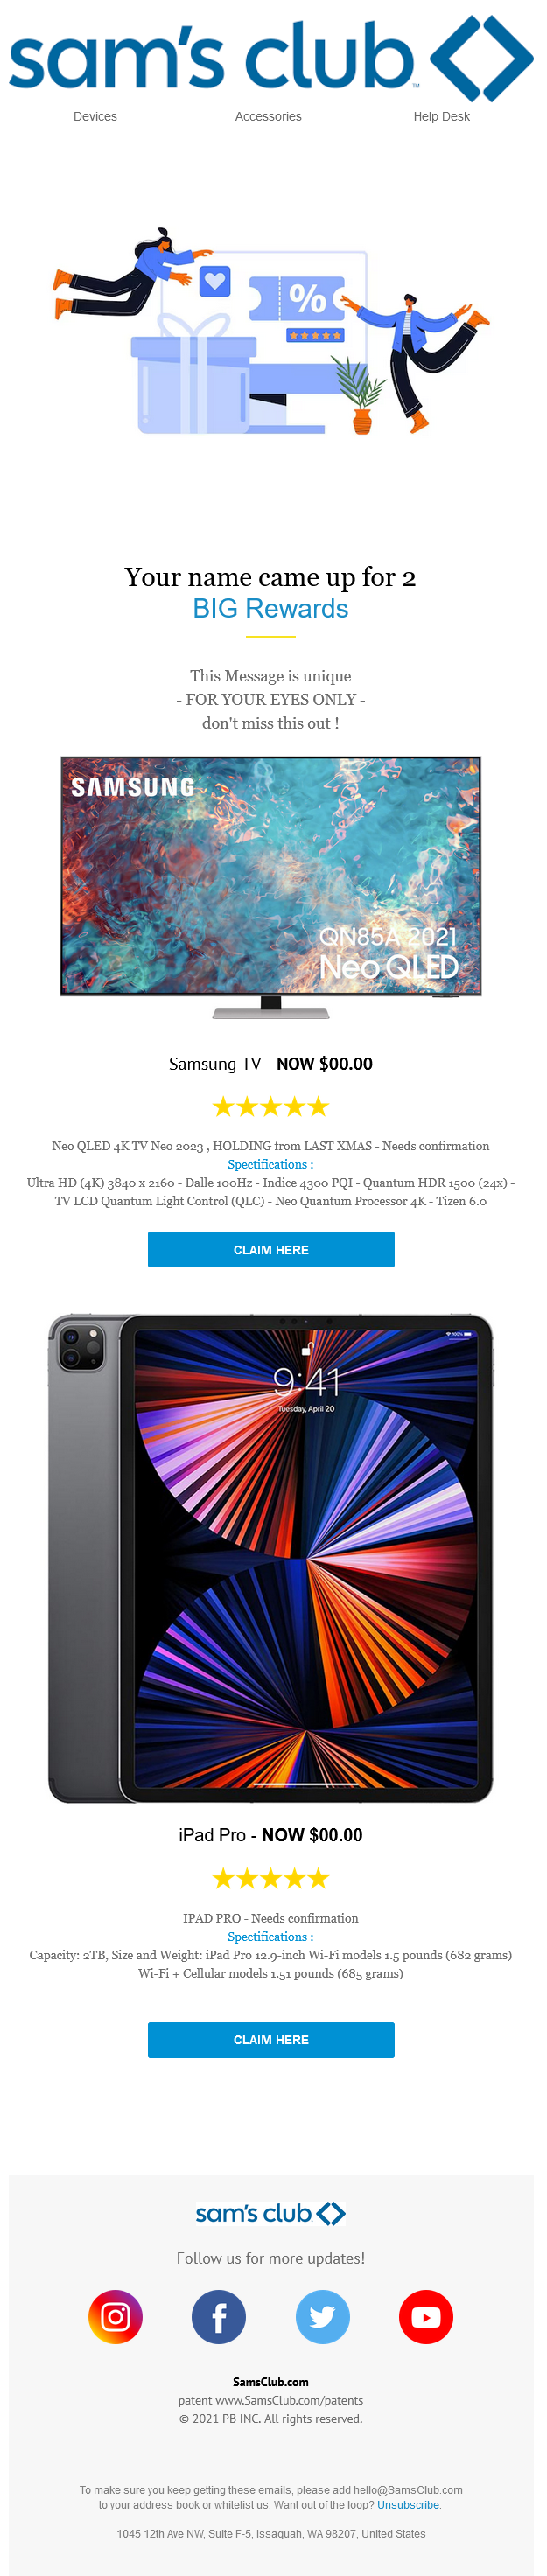 sam's club™
Devices Accessories Help Desk
%
Your name came up for 2
BIG Rewards
This Message is unique
- FOR YOUR EYES ONLY -
don't miss this out !
SAMSUNG
QN85A 2021
Neo QLED
Samsung TV - NOW $00.00
Neo QLED 4K TV Neo 2023 , HOLDING from LAST XMAS - Needs confirmation
Spectifications :
Ultra HD (4K) 3840 x 2160 - Dalle 100Hz - Indice 4300 PQI - Quantum HDR 1500 (24x) -
TV LCD Quantum Light Control (QLC) - Neo Quantum Processor 4K - Tizen 6.0
CLAIM HERE
100%
9:41
Tuesday, April 20
iPad Pro - NOW $00.00
IPAD PRO - Needs confirmation
Spectifications :
Capacity: 2TB, Size and Weight: iPad Pro 12.9-inch Wi-Fi models 1.5 pounds (682 grams)
Wi-Fi + Cellular models 1.51 pounds (685 grams)
CLAIM HERE
sam's club
Follow us for more updates!
SamsClub.com
patent www.SamsClub.com/patents
© 2021 PB INC. All rights reserved.
To make sure you keep getting these emails, please add hello@SamsClub.com
to your address book or whitelist us. Want out of the loop? Unsubscribe.
1045 12th Ave NW, Suite F-5, Issaquah, WA 98207, United States